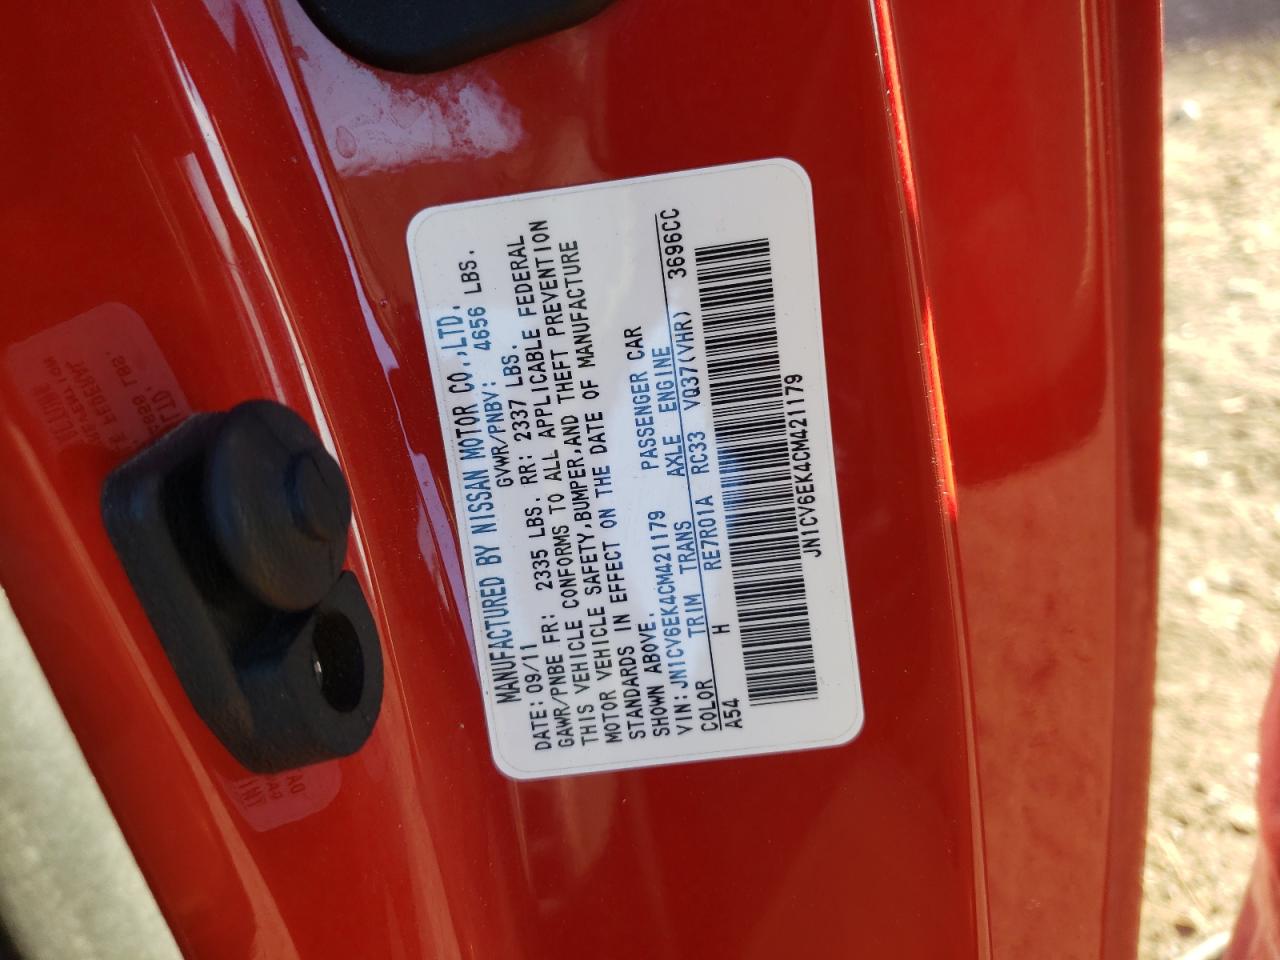 MANUFACTURED BY NISSAN MOTOR CO.,LTD.
DATE: 09/11 GVWR/PNBV: 4656 LBS.
GAWR/PNBE FR: 2335 LBS. RR: 2337 LBS.
THIS VEHICLE CONFORMS TO ALL APPLICABLE FEDERAL
MOTOR VEHICLE SAFETY,BUMPER,AND THEFT PREVENTION
STANDARDS IN EFFECT ON THE DATE OF MANUFACTURE
SHOWN ABOVE.
VIN:JN1CV6EK4CM421179 PASSENGER CAR
COLOR TRIM TRANS AXLE ENGINE
A54 H RE7R01A RC33 VQ37(VHR) 3696CC
JN1CV6EK4CM421179